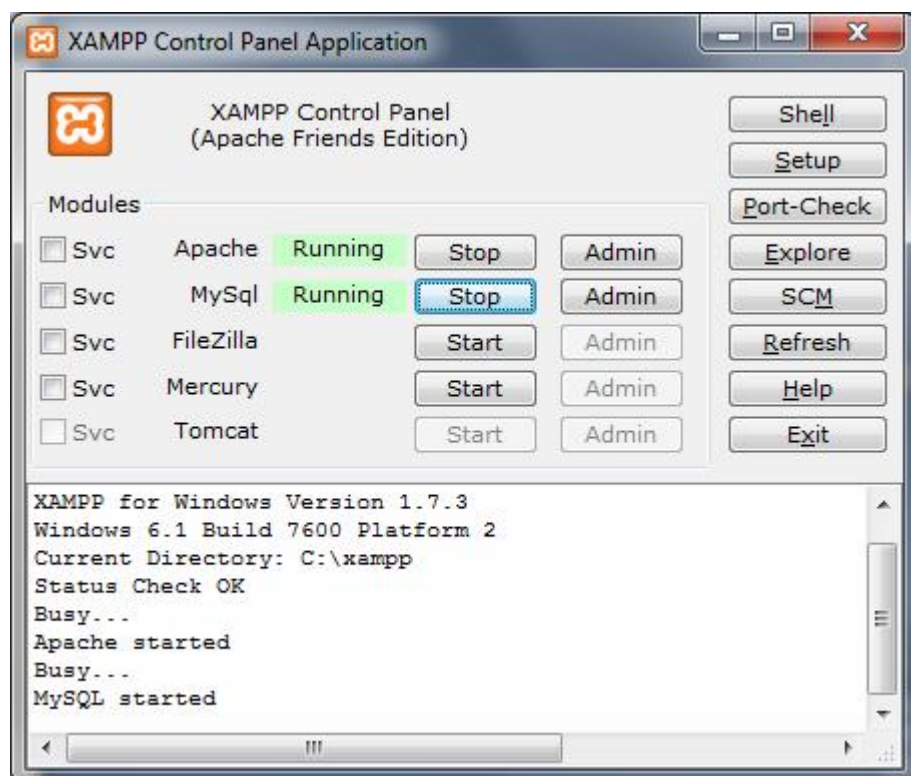 XAMPP Control Panel Application
XAMPP Control Panel
(Apache Friends Edition)
Shell
Setup
Port-Check
Explore
SCM
Refresh
Help
Exit
Modules
Svc Apache Running Stop Admin
Svc MySql Running Stop Admin
Svc FileZilla Start Admin
Svc Mercury Start Admin
Svc Tomcat Start Admin
XAMPP for Windows Version 1.7.3
Windows 6.1 Build 7600 Platform 2
Current Directory: C:\xampp
Status Check OK
Busy...
Apache started
Busy...
MySQL started